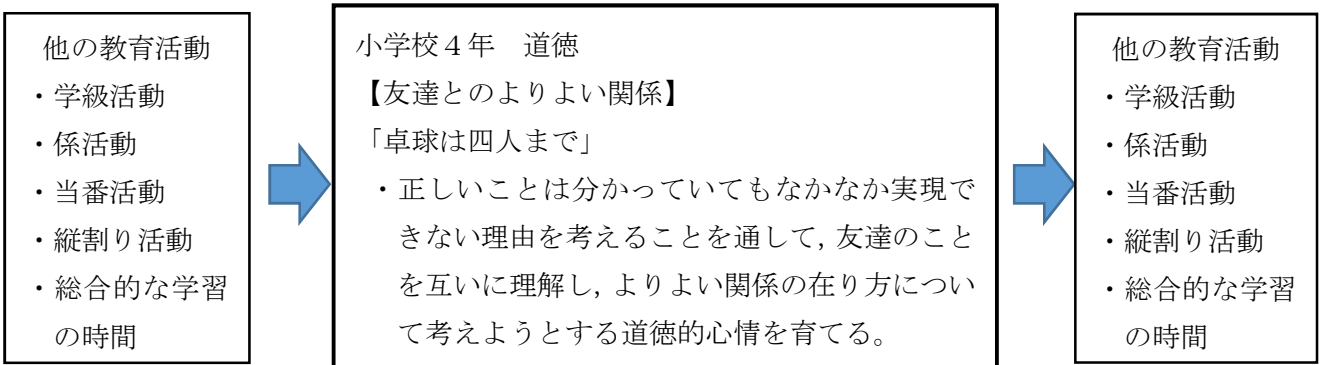 他の教育活動
・学級活動
・係活動
・当番活動
・縦割り活動
・総合的な学習
の時間
小学校４年　道徳
【友達とのよりよい関係】
「卓球は四人まで」
・正しいことは分かっていてもなかなか実現で
きない理由を考えることを通して，友達のこと
を互いに理解し，よりよい関係の在り方につい
て考えようとする道徳的心情を育てる。
他の教育活動
・学級活動
・係活動
・当番活動
・縦割り活動
・総合的な学習
の時間